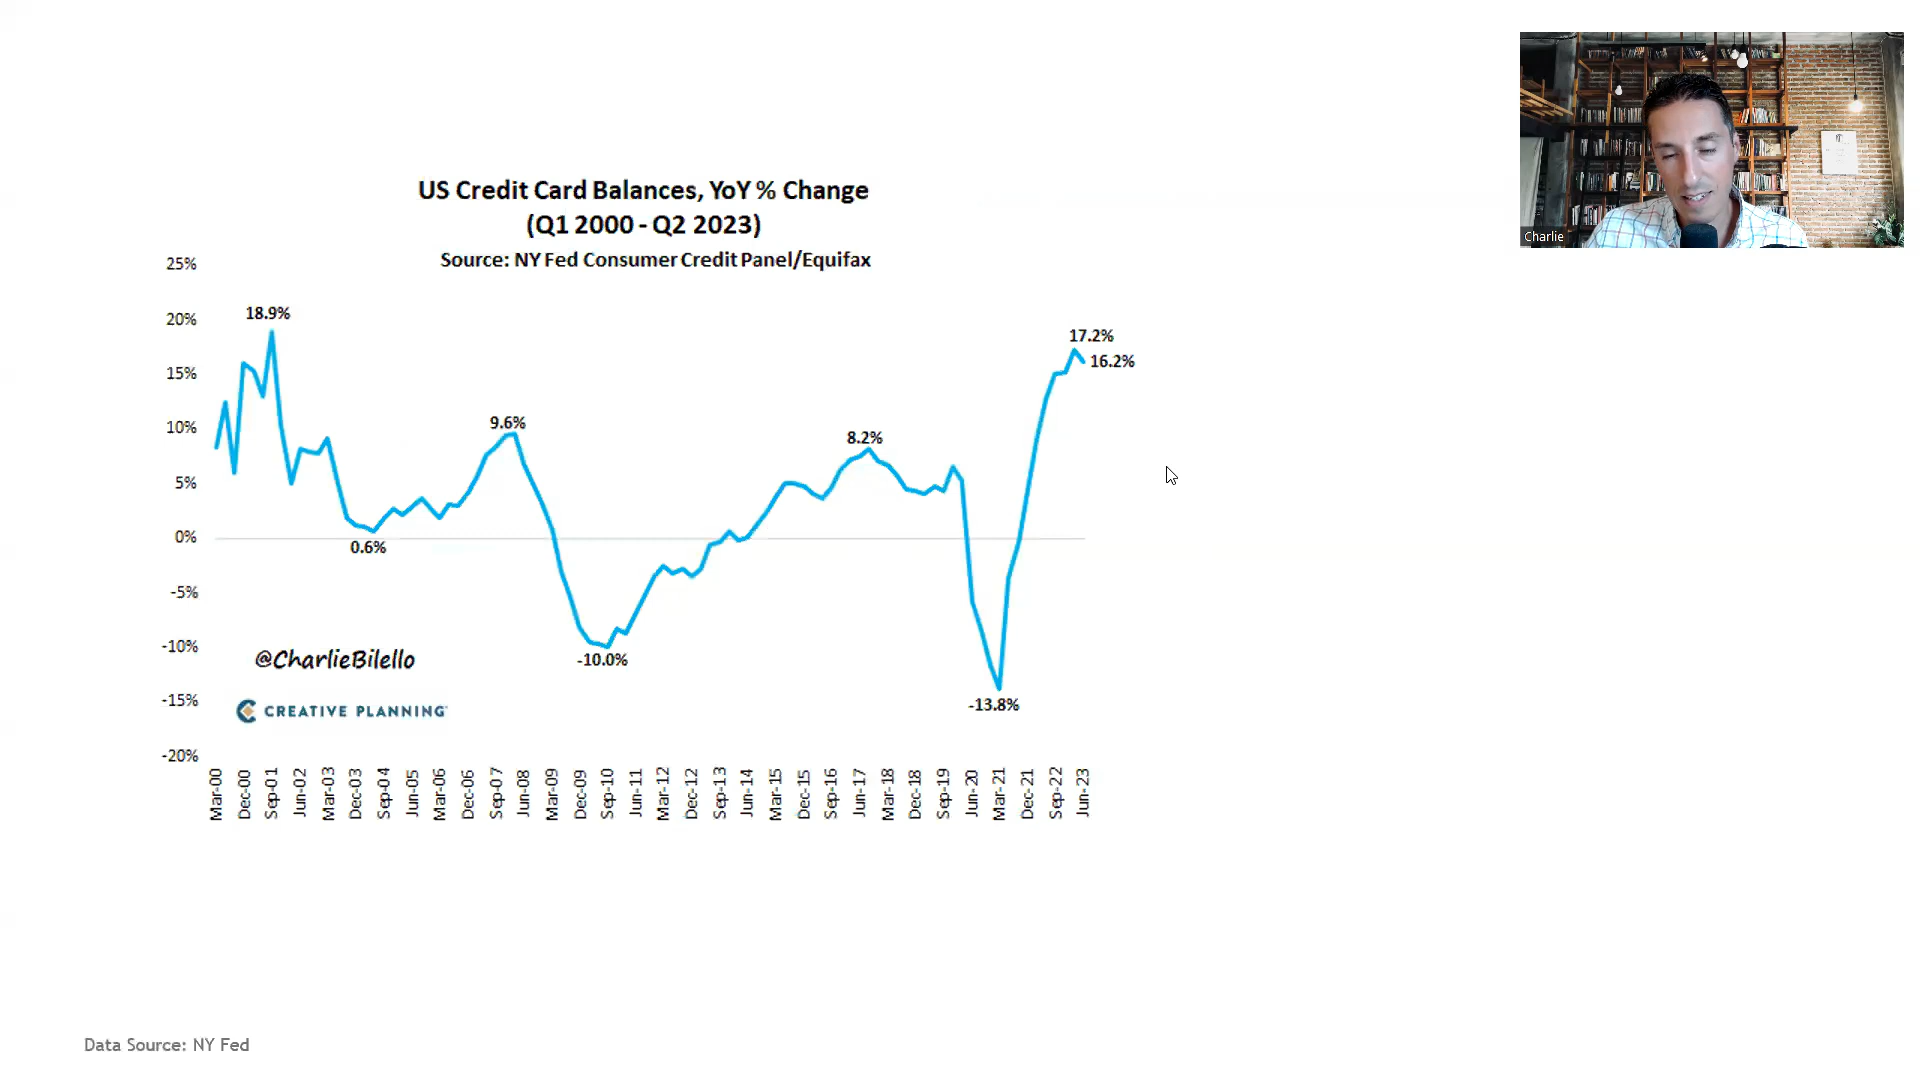 US Credit Card Balances, YoY % Change
(Q1 2000 - Q2 2023)
Source: NY Fed Consumer Credit Panel/Equifax
25%
20%
15%
10%
5%
0%
-5%
-10%
-15%
-20%
18.9%
0.6%
9.6%
-10.0%
8.2%
-13.8%
17.2%
16.2%
@CharlieBilello
CREATIVE PLANNING
Mar-00
Dec-00
Sep-01
Jun-02
Mar-03
Dec-03
Sep-04
Jun-05
Mar-06
Dec-06
Sep-07
Jun-08
Mar-09
Dec-09
Sep-10
Jun-11
Mar-12
Dec-12
Sep-13
Jun-14
Mar-15
Dec-15
Sep-16
Jun-17
Mar-18
Dec-18
Sep-19
Jun-20
Mar-21
Dec-21
Sep-22
Jun-23
Charlie
Data Source: NY Fed